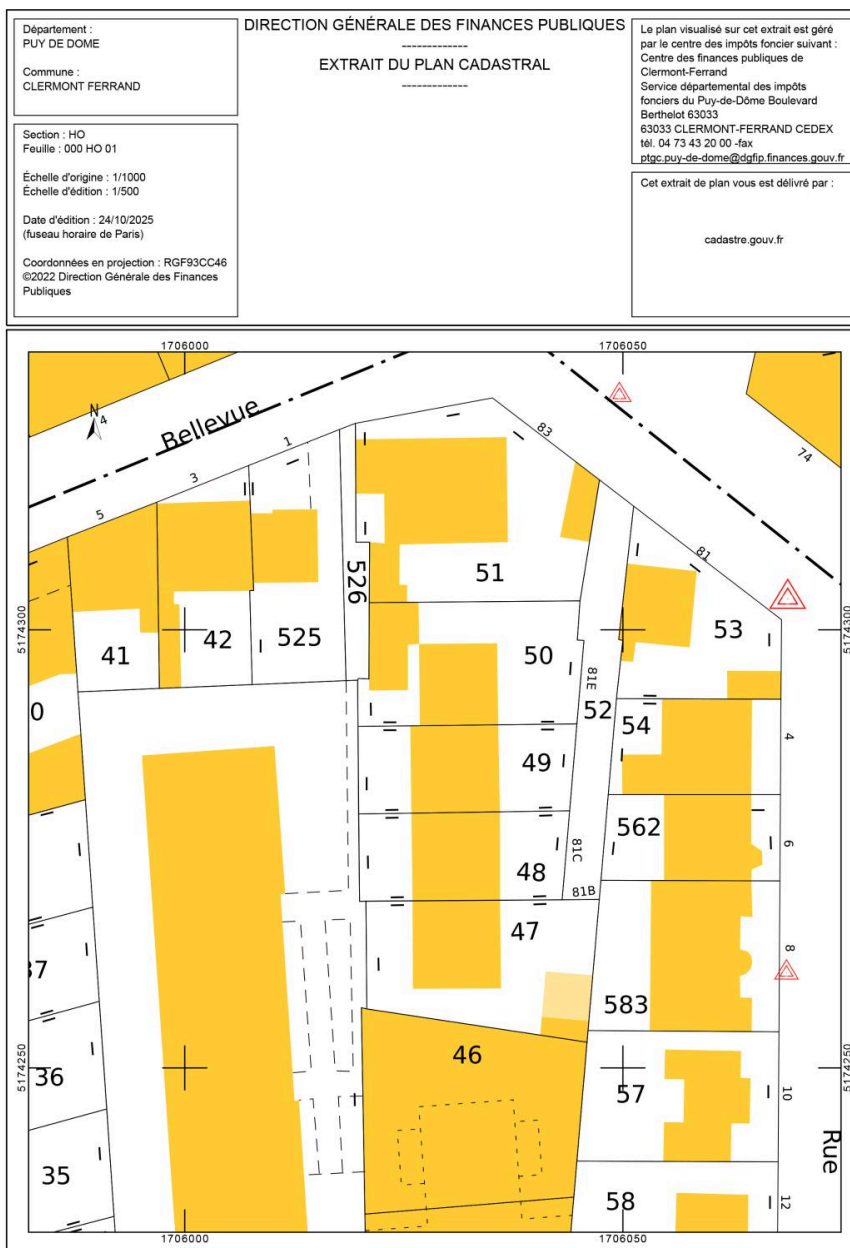 Département :
PUY DE DOME
Commune :
CLERMONT FERRAND
Section : HO
Feuille : 000 HO 01
Échelle d'origine : 1/1000
Échelle d'édition : 1/500
Date d'édition : 24/10/2025
(fuseau horaire de Paris)
Coordonnées en projection : RGF93CC46
©2022 Direction Générale des Finances
Publiques
DIRECTION GÉNÉRALE DES FINANCES PUBLIQUES
-------------
EXTRAIT DU PLAN CADASTRAL
-------------
Le plan visualisé sur cet extrait est géré
par le centre des impôts foncier suivant :
Centre des finances publiques de
Clermont-Ferrand
Service départemental des impôts
fonciers du Puy-de-Dôme Boulevard
Berthelot 63033
63033 CLERMONT-FERRAND CEDEX
tél. 04 73 43 20 00 -fax
ptgc.puy-de-dome@dgfip.finances.gouv.fr
Cet extrait de plan vous est délivré par :
cadastre.gouv.fr
1706000
1706050
N
4
Bellevue
1
3
5
83
74
81
526
51
53
5174300
5174300
41
42
525
50
81E
52
0
54
4
49
562
6
81C
48
81B
47
8
37
583
5174250
5174250
36
46
57
10
Rue
35
58
12
1706000
1706050